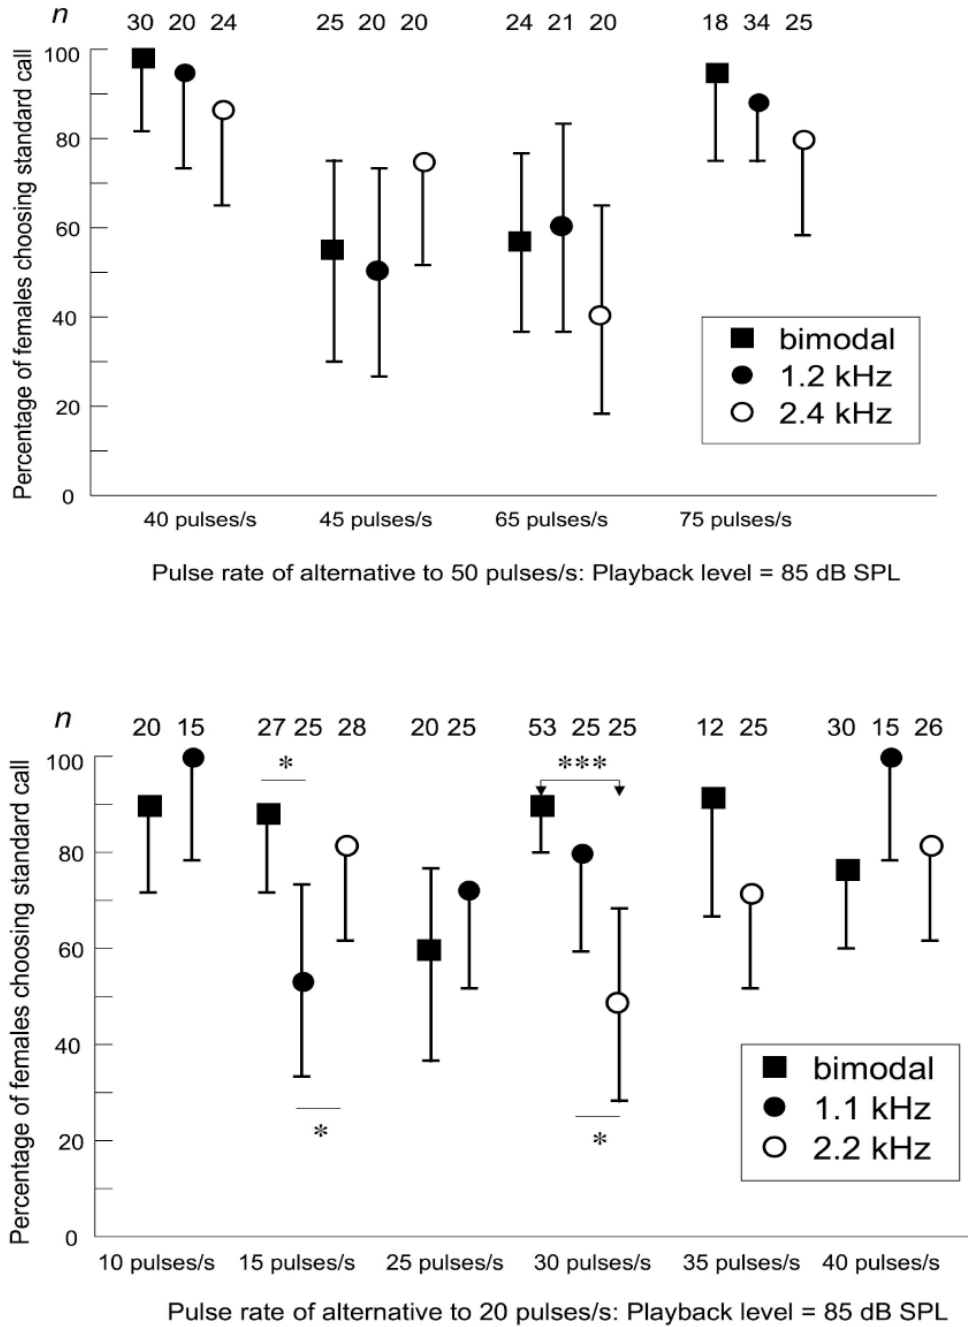 n
30 20 24 25 20 20 24 21 20 18 34 25
Percentage of females choosing standard call
100
80
60
40
20
0
bimodal
1.2 kHz
2.4 kHz
40 pulses/s 45 pulses/s 65 pulses/s 75 pulses/s
Pulse rate of alternative to 50 pulses/s: Playback level = 85 dB SPL
n
20 15 27 25 28 20 25 53 25 25 12 25 30 15 26
Percentage of females choosing standard call
100
80
60
40
20
0
* ***
* *
bimodal
1.1 kHz
2.2 kHz
10 pulses/s 15 pulses/s 25 pulses/s 30 pulses/s 35 pulses/s 40 pulses/s
Pulse rate of alternative to 20 pulses/s: Playback level = 85 dB SPL